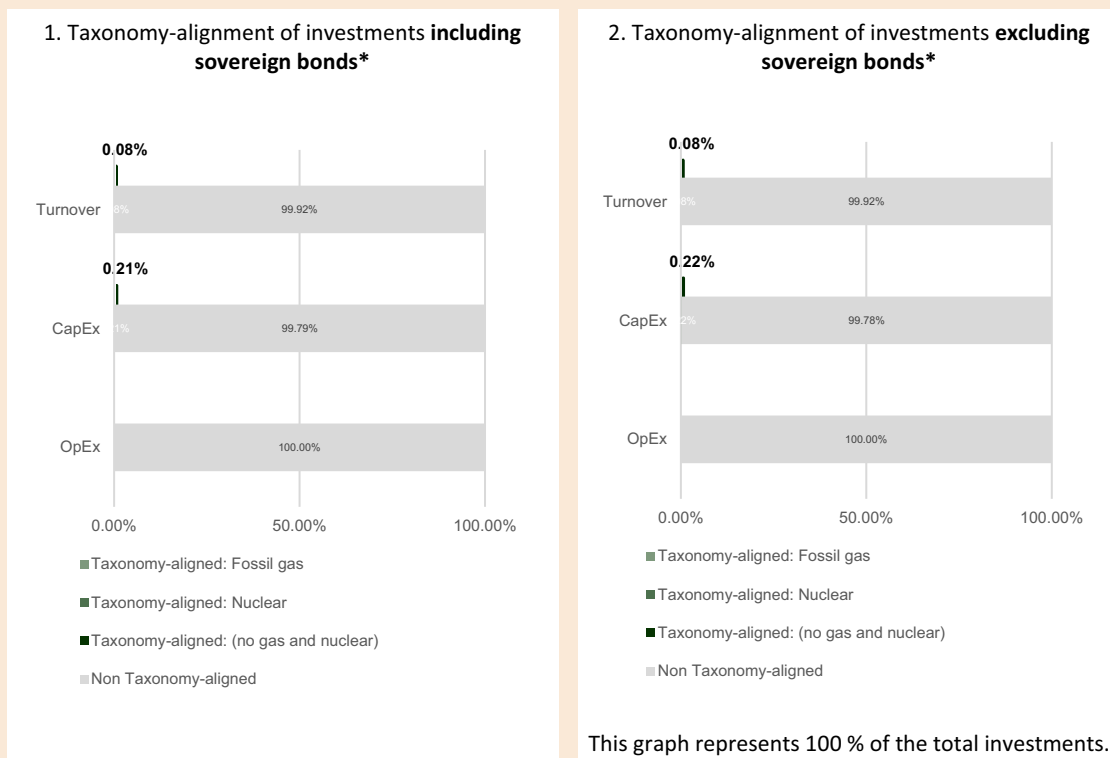 1. Taxonomy-alignment of investments including
sovereign bonds*
0.08%
Turnover
8%
99.92%
0.21%
CapEx
1%
99.79%
OpEx
100.00%
0.00%
50.00%
100.00%
Taxonomy-aligned: Fossil gas
Taxonomy-aligned: Nuclear
Taxonomy-aligned: (no gas and nuclear)
Non Taxonomy-aligned
2. Taxonomy-alignment of investments excluding
sovereign bonds*
0.08%
Turnover
8%
99.92%
0.22%
CapEx
2%
99.78%
OpEx
100.00%
0.00%
50.00%
100.00%
Taxonomy-aligned: Fossil gas
Taxonomy-aligned: Nuclear
Taxonomy-aligned: (no gas and nuclear)
Non Taxonomy-aligned
This graph represents 100 % of the total investments.